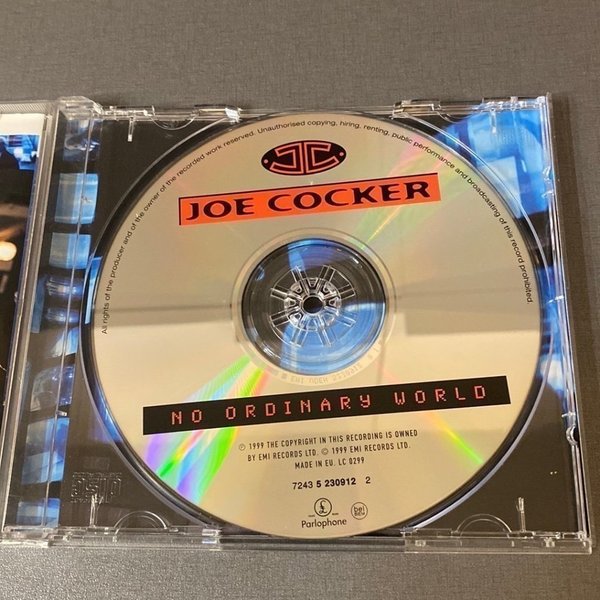 All rights of the producer and of the owner of the recorded work reserved. Unauthorised copying, hiring, renting, public performance and broadcasting of this record prohibited
JC
JOE COCKER
NO ORDINARY WORLD
℗ 1999 THE COPYRIGHT IN THIS RECORDING IS OWNED
BY EMI RECORDS LTD. © 1999 EMI RECORDS LTD.
MADE IN EU. LC 0299
7243 5 230912 2
Parlophone